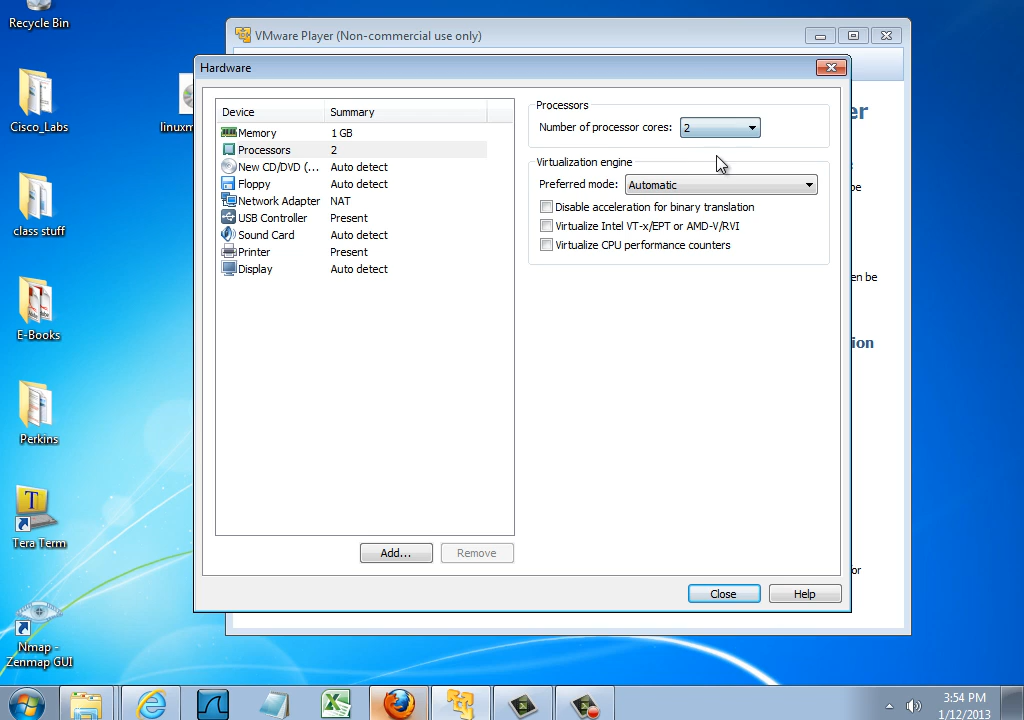 Recycle Bin
Cisco_Labs
class stuff
E-Books
Perkins
T
Tera Term
Nmap -
Zenmap GUI
linuxm
VMware Player (Non-commercial use only)
Hardware
Device Summary
Memory 1 GB
Processors 2
New CD/DVD (... Auto detect
Floppy Auto detect
Network Adapter NAT
USB Controller Present
Sound Card Auto detect
Printer Present
Display Auto detect
Add...
Remove
Processors
Number of processor cores: 2
Virtualization engine
Preferred mode: Automatic
Disable acceleration for binary translation
Virtualize Intel VT-x/EPT or AMD-V/RVI
Virtualize CPU performance counters
Close
Help
er
be
en be
ion
or
3:54 PM
1/12/2013